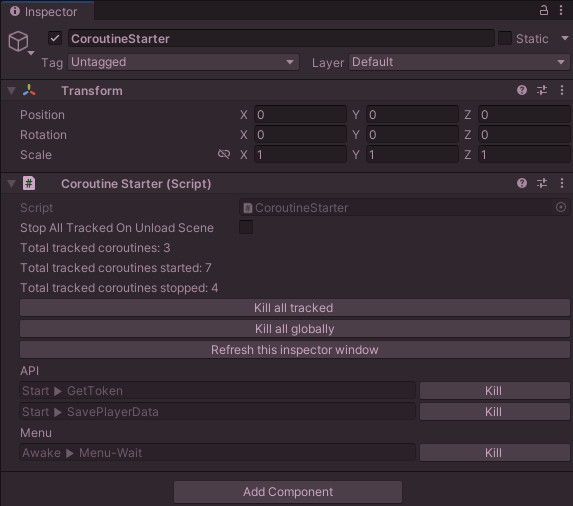 Inspector
CoroutineStarter Static
Tag Untagged Layer Default
Transform
Position X 0 Y 0 Z 0
Rotation X 0 Y 0 Z 0
Scale X 1 Y 1 Z 1
# Coroutine Starter (Script)
Script # CoroutineStarter
Stop All Tracked On Unload Scene
Total tracked coroutines: 3
Total tracked coroutines started: 7
Total tracked coroutines stopped: 4
Kill all tracked
Kill all globally
Refresh this inspector window
API
Start ▶ GetToken Kill
Start ▶ SavePlayerData Kill
Menu
Awake ▶ Menu-Wait Kill
Add Component